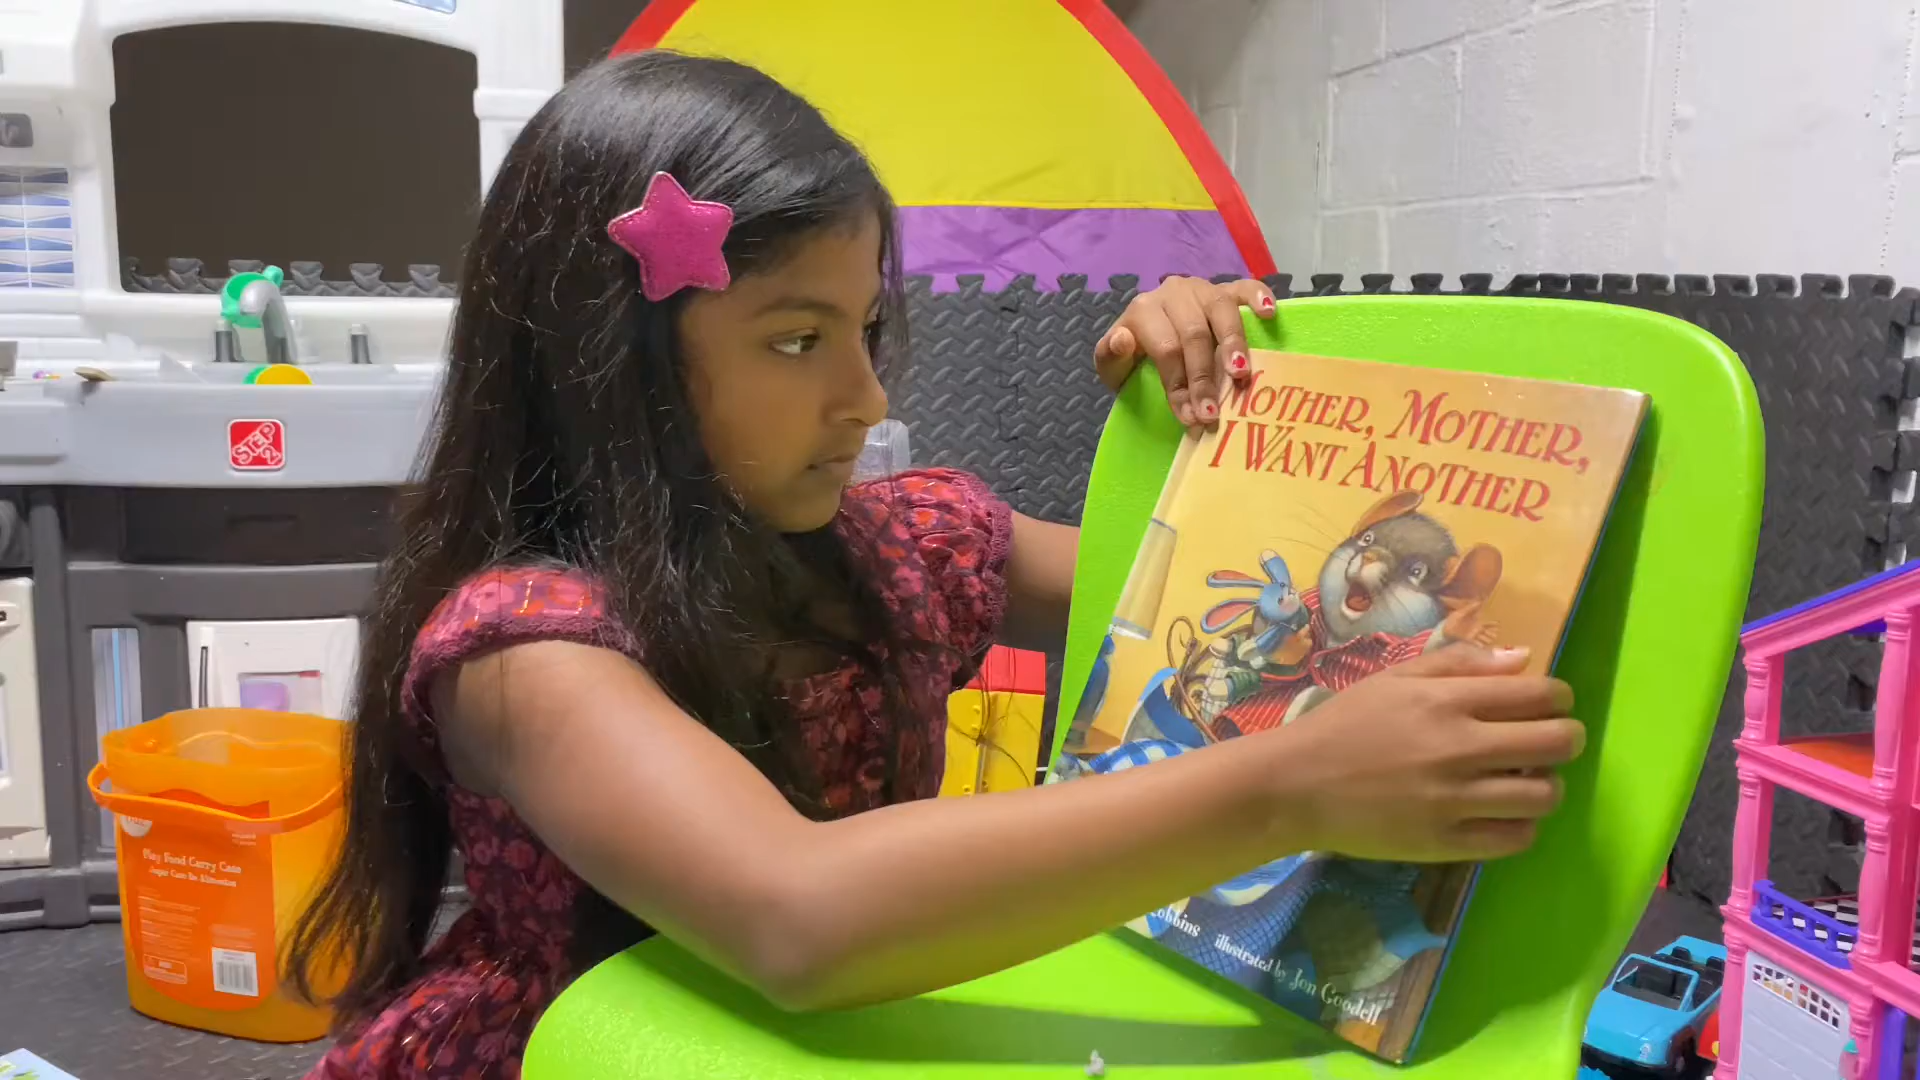 MOTHER, MOTHER,
I WANT ANOTHER
illustrated by Jon Goodell
STEP2
Play Food Carry Case